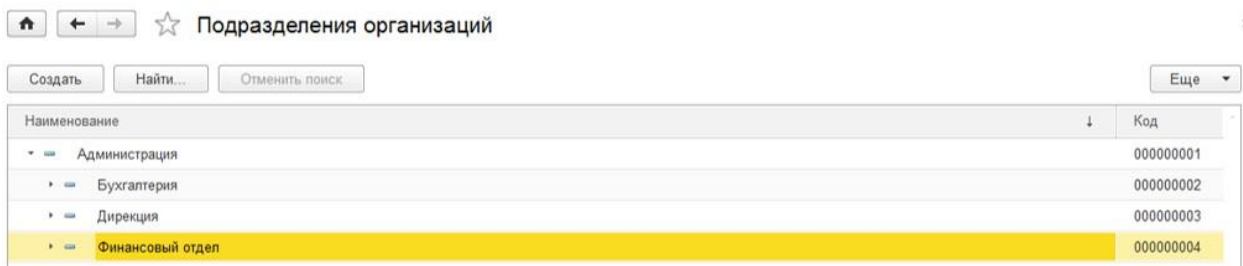 Подразделения организаций
Создать Найти... Отменить поиск Еще
Наименование ↓ Код
Администрация 000000001
Бухгалтерия 000000002
Дирекция 000000003
Финансовый отдел 000000004